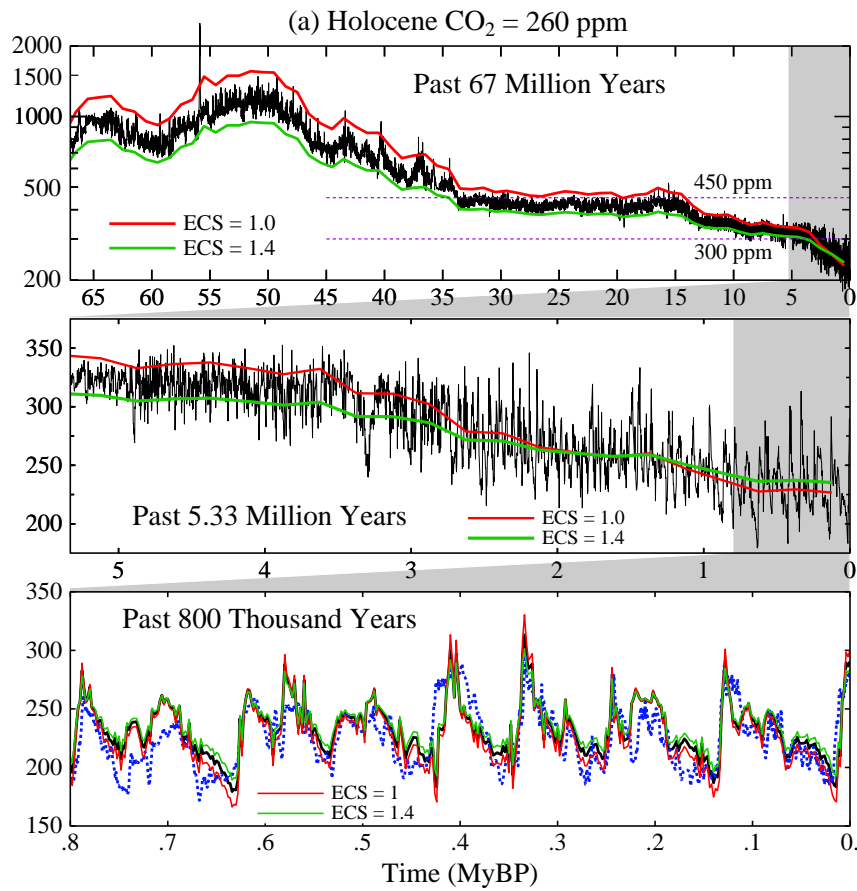 (a) Holocene CO₂ = 260 ppm
2000
1500
1000
500
200
Past 67 Million Years
450 ppm
300 ppm
ECS = 1.0
ECS = 1.4
65 60 55 50 45 40 35 30 25 20 15 10 5 0
350
300
250
200
Past 5.33 Million Years
ECS = 1.0
ECS = 1.4
5 4 3 2 1 0
350
300
250
200
150
Past 800 Thousand Years
ECS = 1
ECS = 1.4
.8 .7 .6 .5 .4 .3 .2 .1 0.
Time (MyBP)